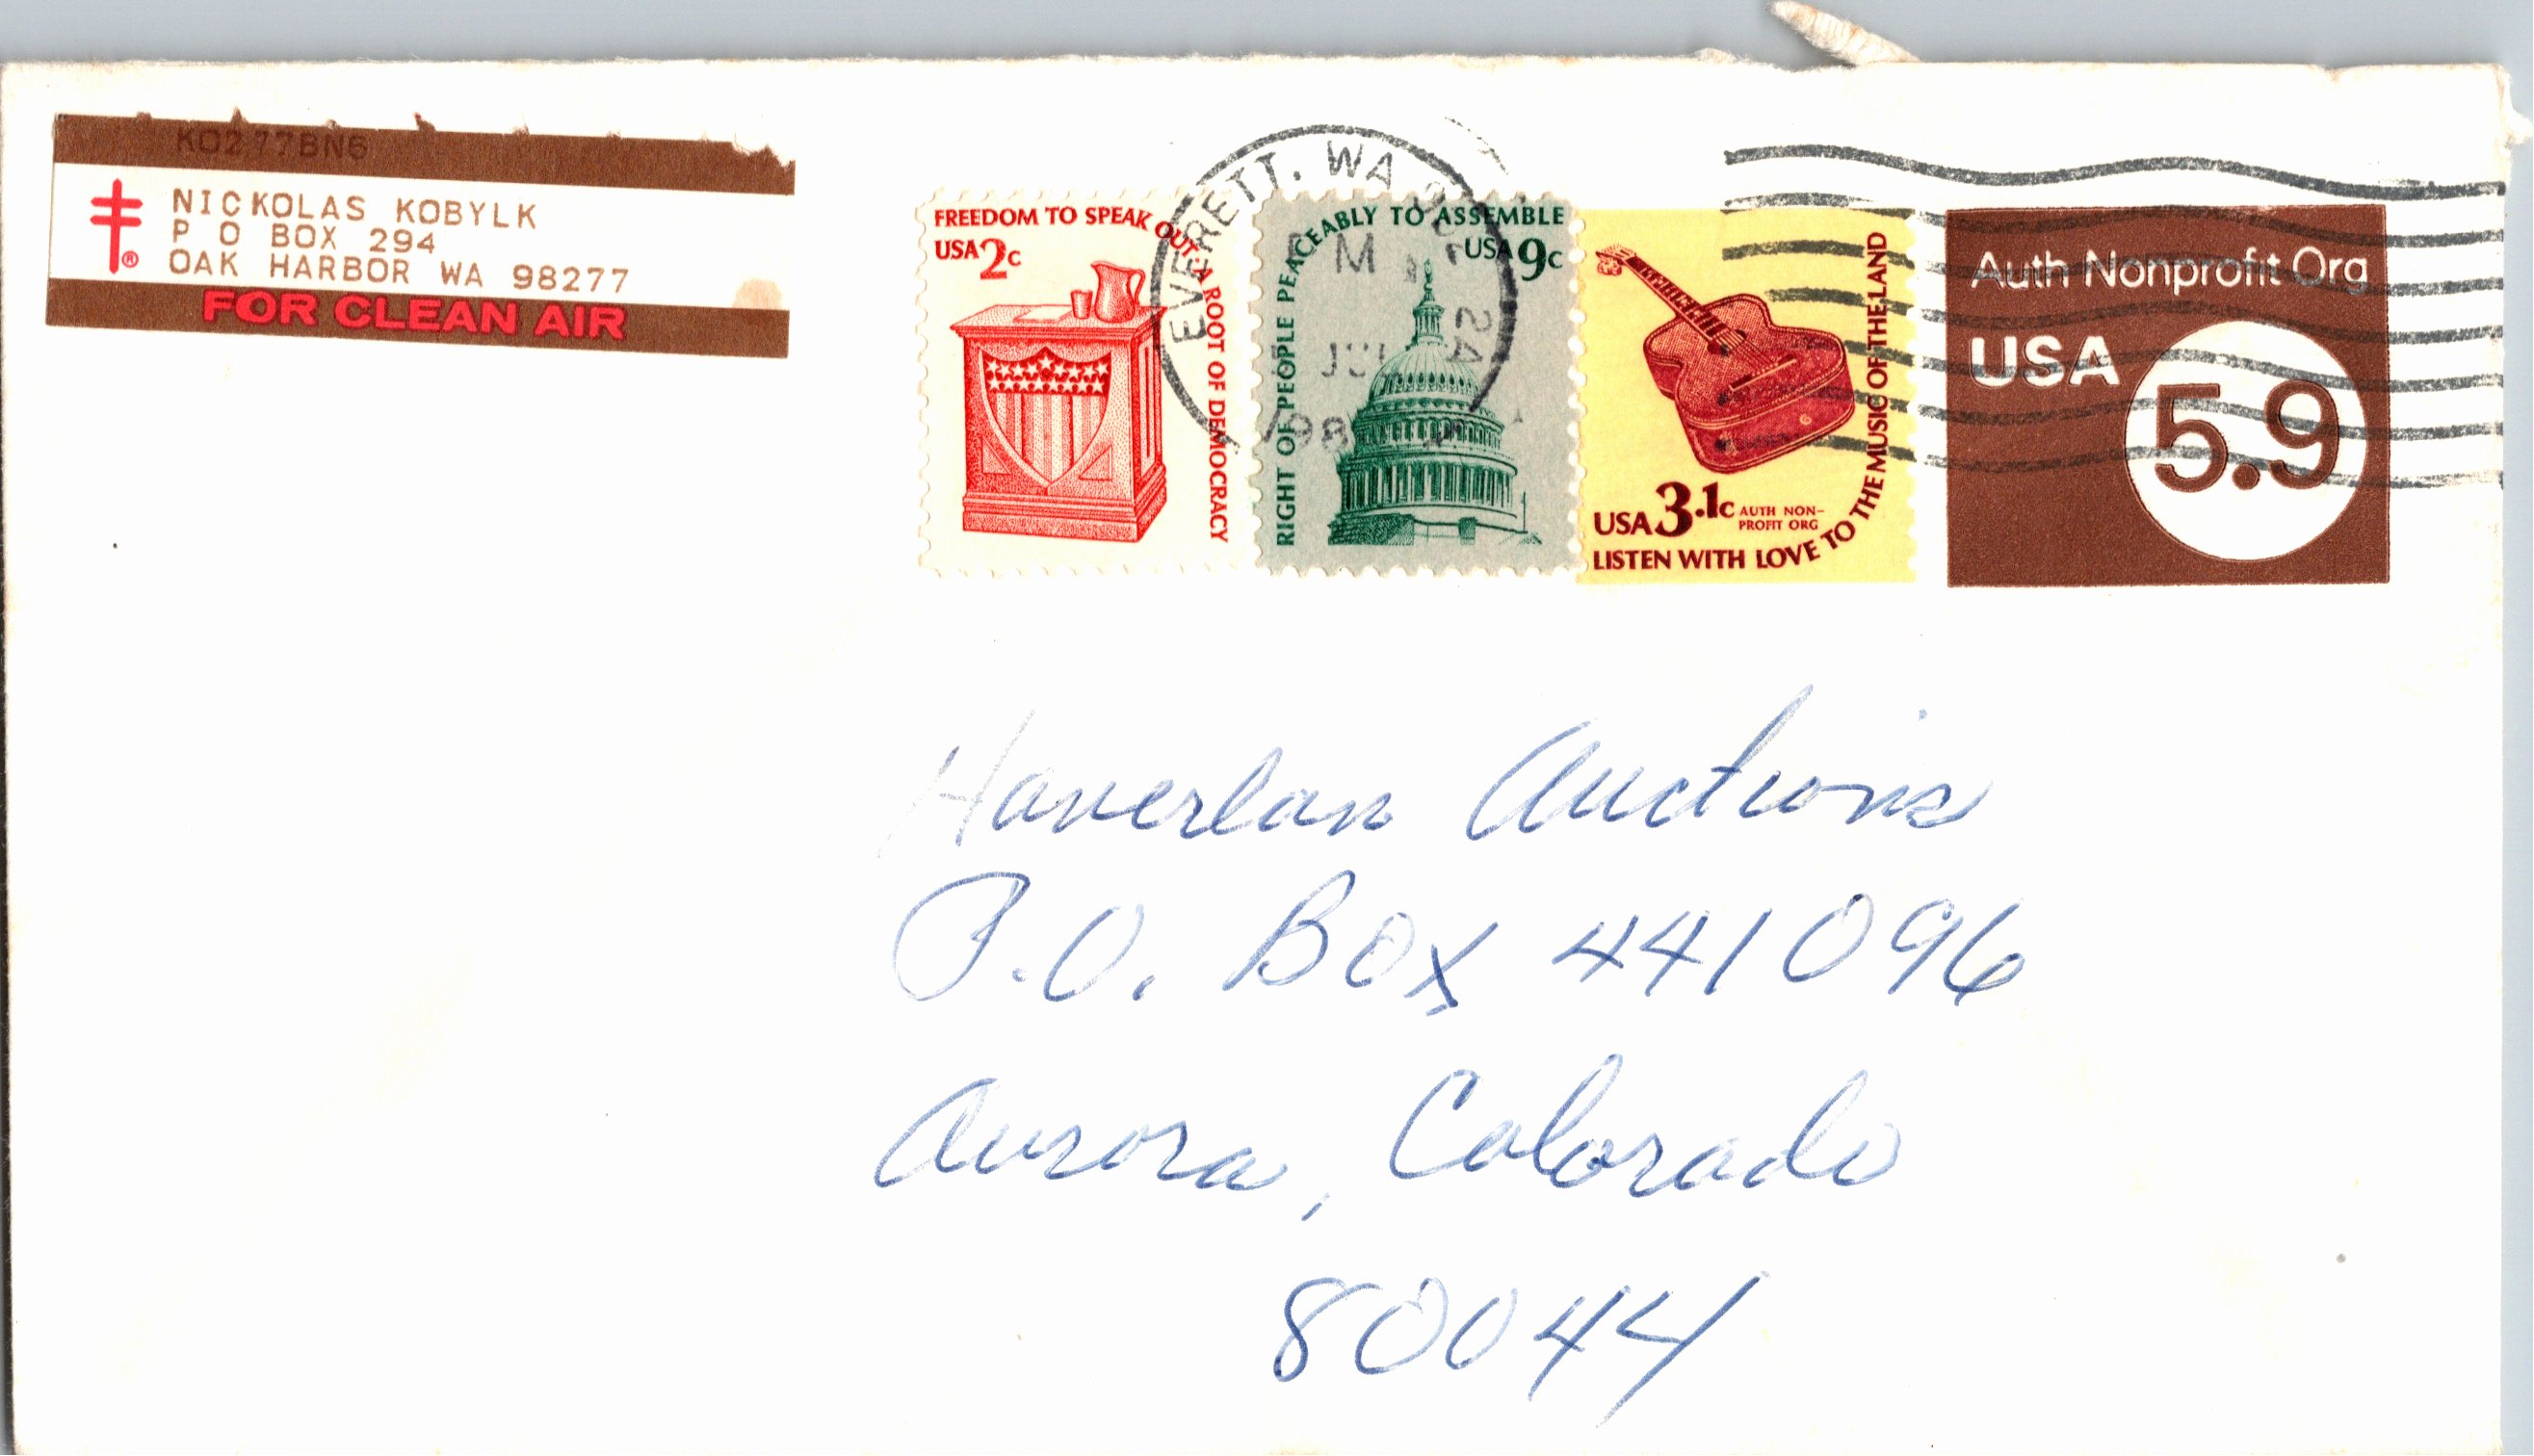 K0277BN6
NICKOLAS KOBYLK
P O BOX 294
OAK HARBOR WA 98277
®
FOR CLEAN AIR
FREEDOM TO SPEAK OUT A ROOT OF DEMOCRACY
USA 2c
RIGHT OF PEOPLE PEACEABLY TO ASSEMBLE
USA 9c
EVERETT, WA
PM
USA 3.1c AUTH NON-
PROFIT ORG
LISTEN WITH LOVE TO THE MUSIC OF THE LAND
Auth Nonprofit Org
USA
5.9
Haverlan Auctions
P.O. Box 441096
Aurora, Colorado
80044